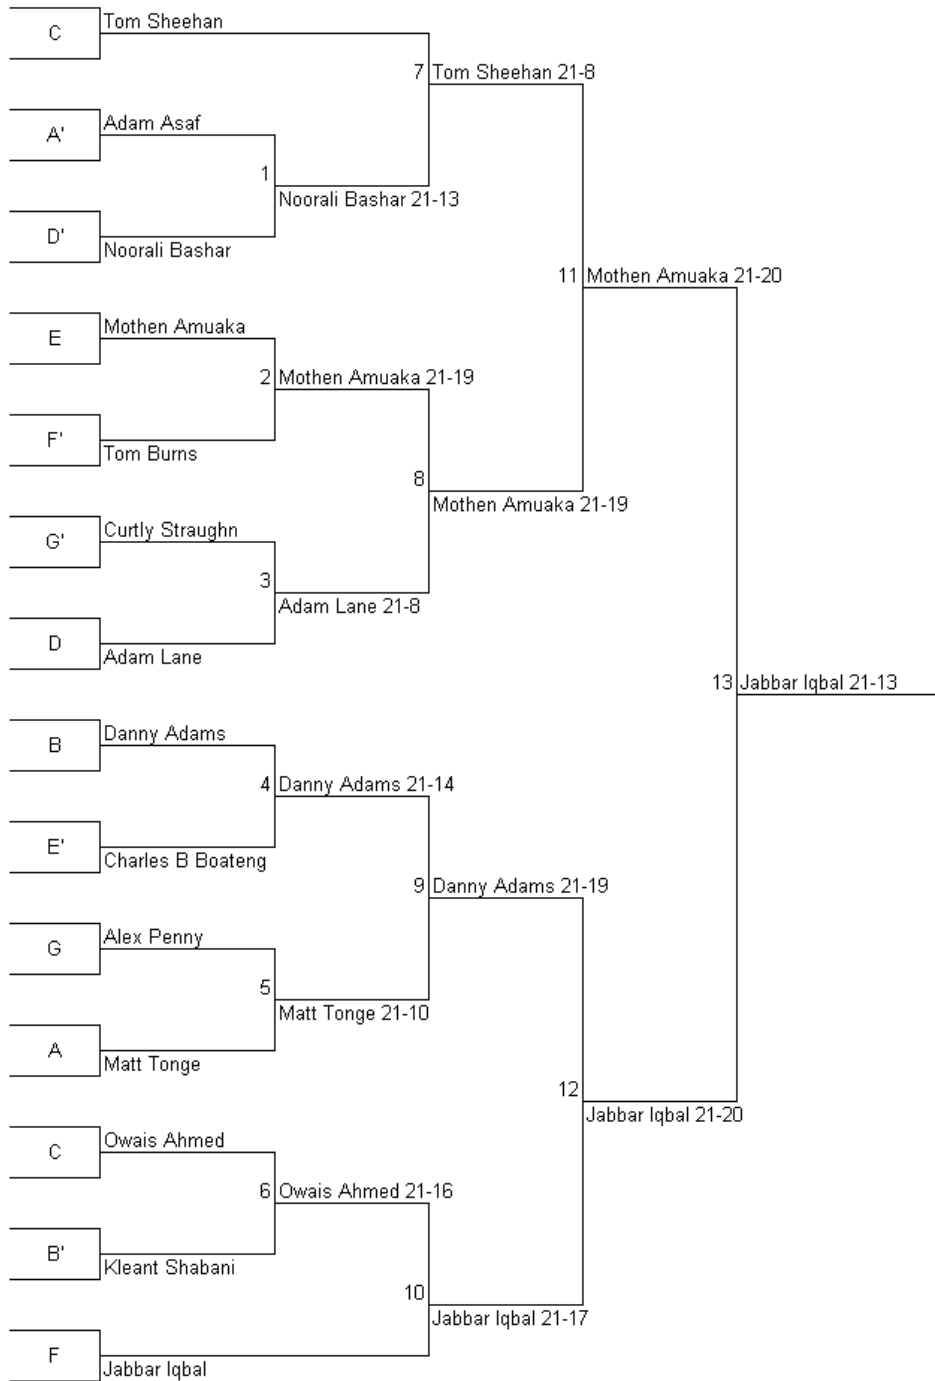 C
Tom Sheehan
7 Tom Sheehan 21-8
A'
Adam Asaf
1
Noorali Bashar 21-13
D'
Noorali Bashar
11 Mothen Amuaka 21-20
E
Mothen Amuaka
2 Mothen Amuaka 21-19
F'
Tom Burns
8
Mothen Amuaka 21-19
G'
Curtly Straughn
3
Adam Lane 21-8
D
Adam Lane
13 Jabbar Iqbal 21-13
B
Danny Adams
4 Danny Adams 21-14
E'
Charles B Boateng
9 Danny Adams 21-19
G
Alex Penny
5
Matt Tonge 21-10
A
Matt Tonge
12
Jabbar Iqbal 21-20
C
Owais Ahmed
6 Owais Ahmed 21-16
B'
Kleant Shabani
10
Jabbar Iqbal 21-17
F
Jabbar Iqbal